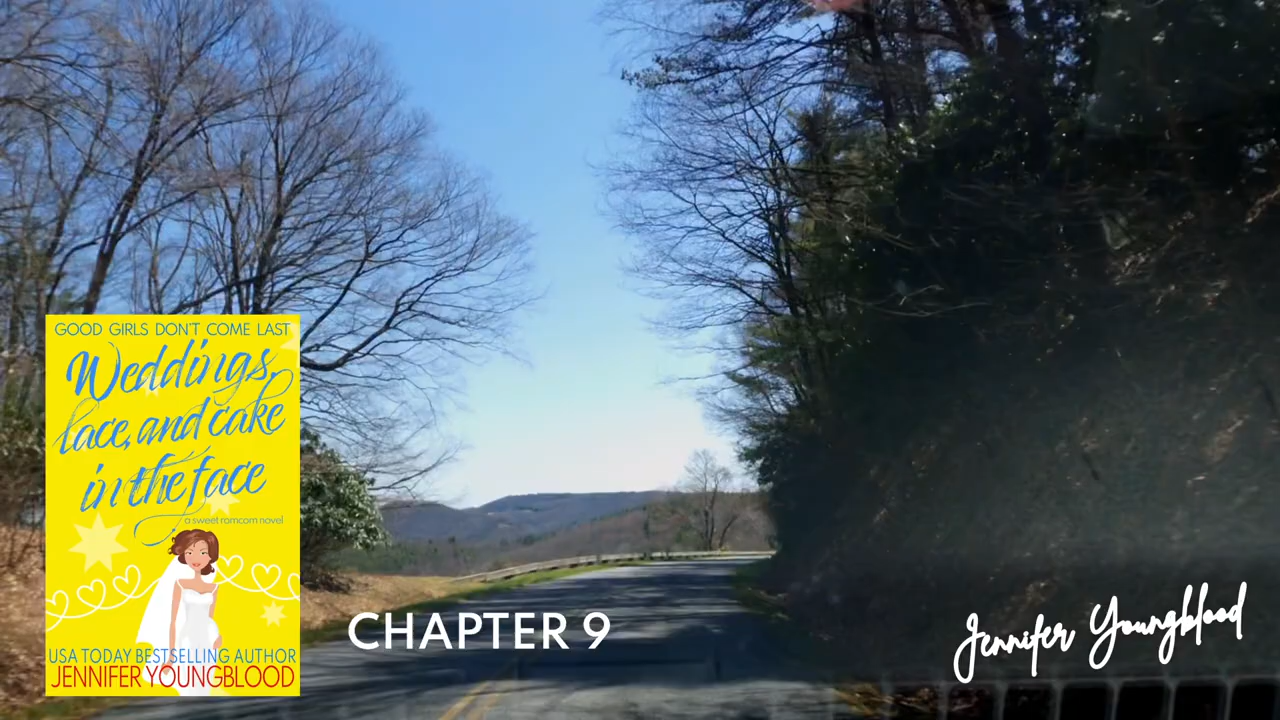 GOOD GIRLS DON'T COME LAST
Weddings,
lace, and cake
in the face
a sweet romcom novel
USA TODAY BESTSELLING AUTHOR
JENNIFER YOUNGBLOOD
CHAPTER 9
Jennifer Youngblood